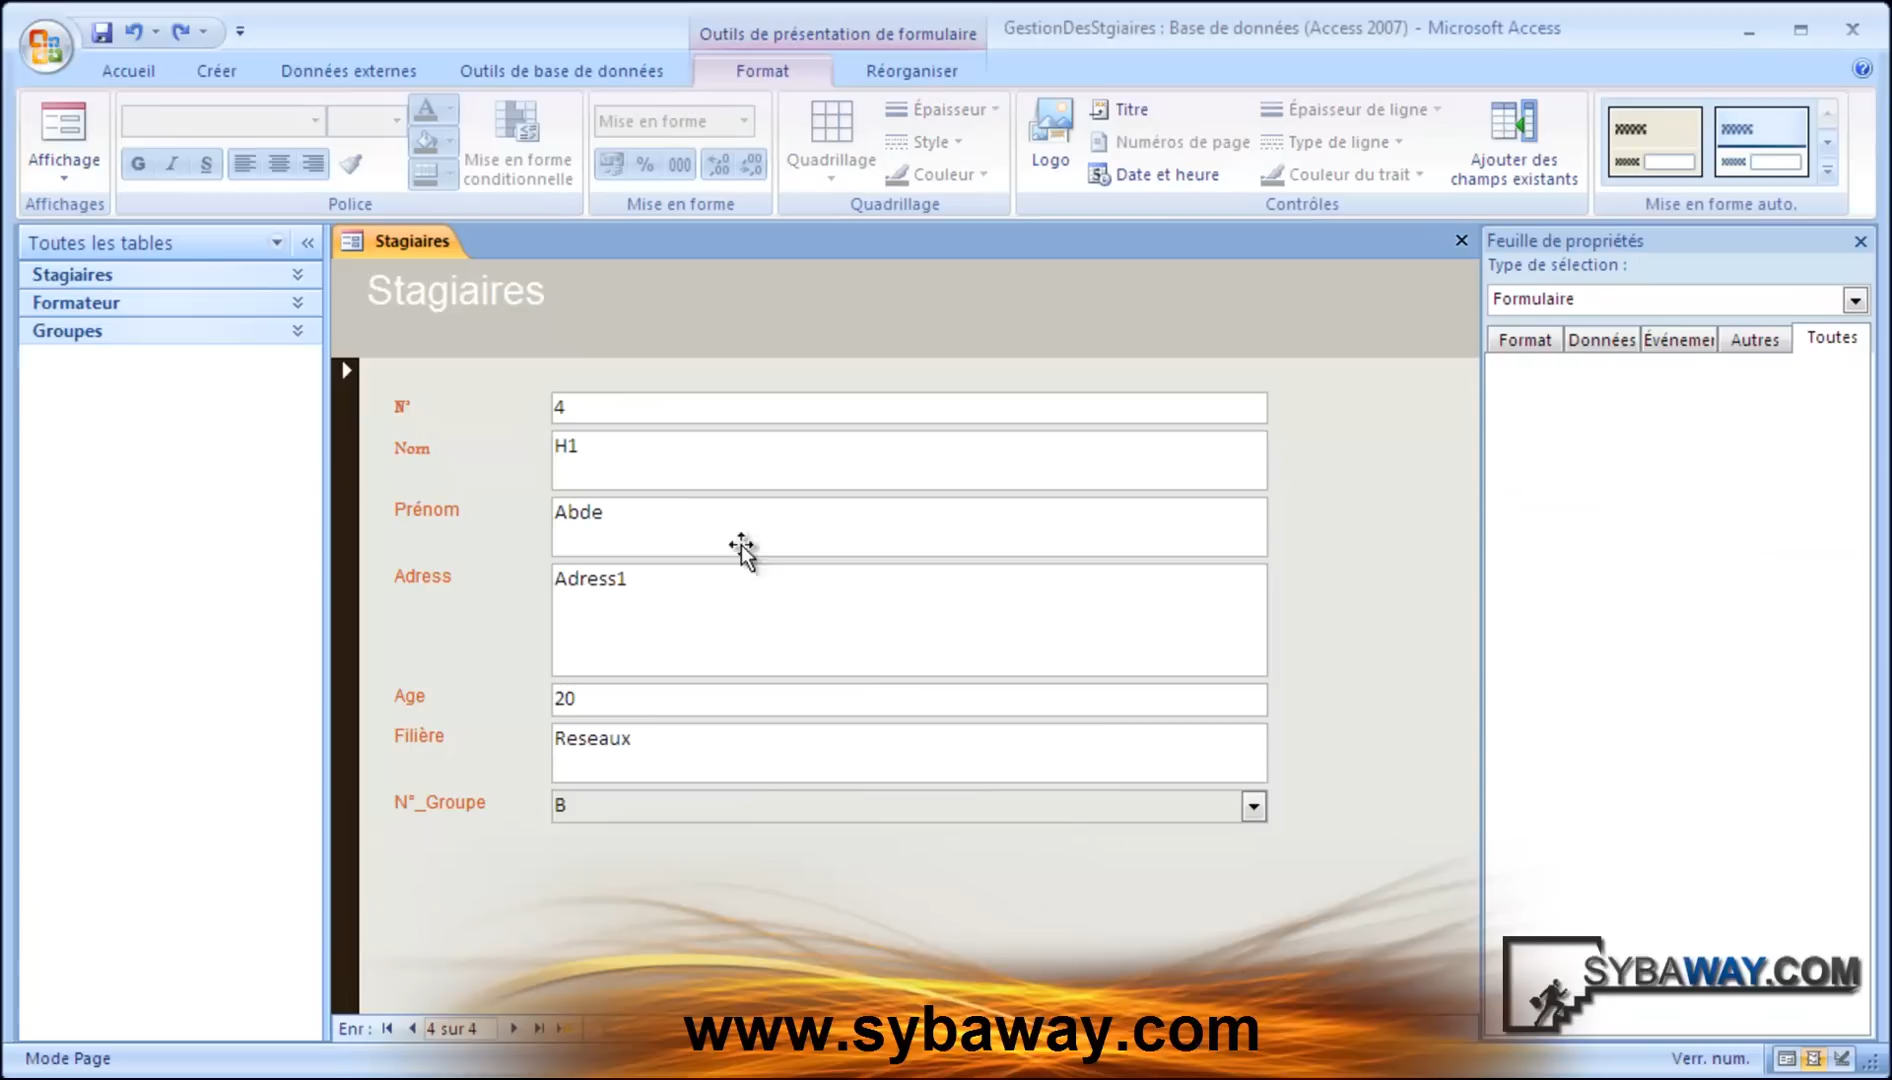 Outils de présentation de formulaire
GestionDesStgiaires : Base de données (Access 2007) - Microsoft Access
Accueil
Créer
Données externes
Outils de base de données
Format
Réorganiser
Affichage
Affichages
G I S
A
Mise en forme
conditionnelle
Police
Mise en forme
% 000
Mise en forme
Quadrillage
Épaisseur
Style
Couleur
Quadrillage
Logo
Titre
Numéros de page
Date et heure
Épaisseur de ligne
Type de ligne
Couleur du trait
Ajouter des
champs existants
Contrôles
XXXXX
XXXXX
XXXXX
XXXXX
Mise en forme auto.
Toutes les tables
Stagiaires
Formateur
Groupes
Stagiaires
Stagiaires
N° 4
Nom H1
Prénom Abde
Adress Adress1
Age 20
Filière Reseaux
N°_Groupe B
Enr : 4 sur 4
Feuille de propriétés
Type de sélection :
Formulaire
Format
Données
Événemer
Autres
Toutes
SYBAWAY.COM
www.sybaway.com
Mode Page
Verr. num.